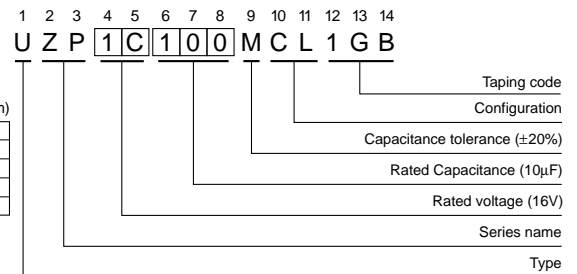 1 2 3 4 5 6 7 8 9 10 11 12 13 14
U Z P 1 C 1 0 0 M C L 1 G B
Taping code
)
Configuration
Capacitance tolerance (±20%)
Rated Capacitance (10µF)
Rated voltage (16V)
Series name
Type